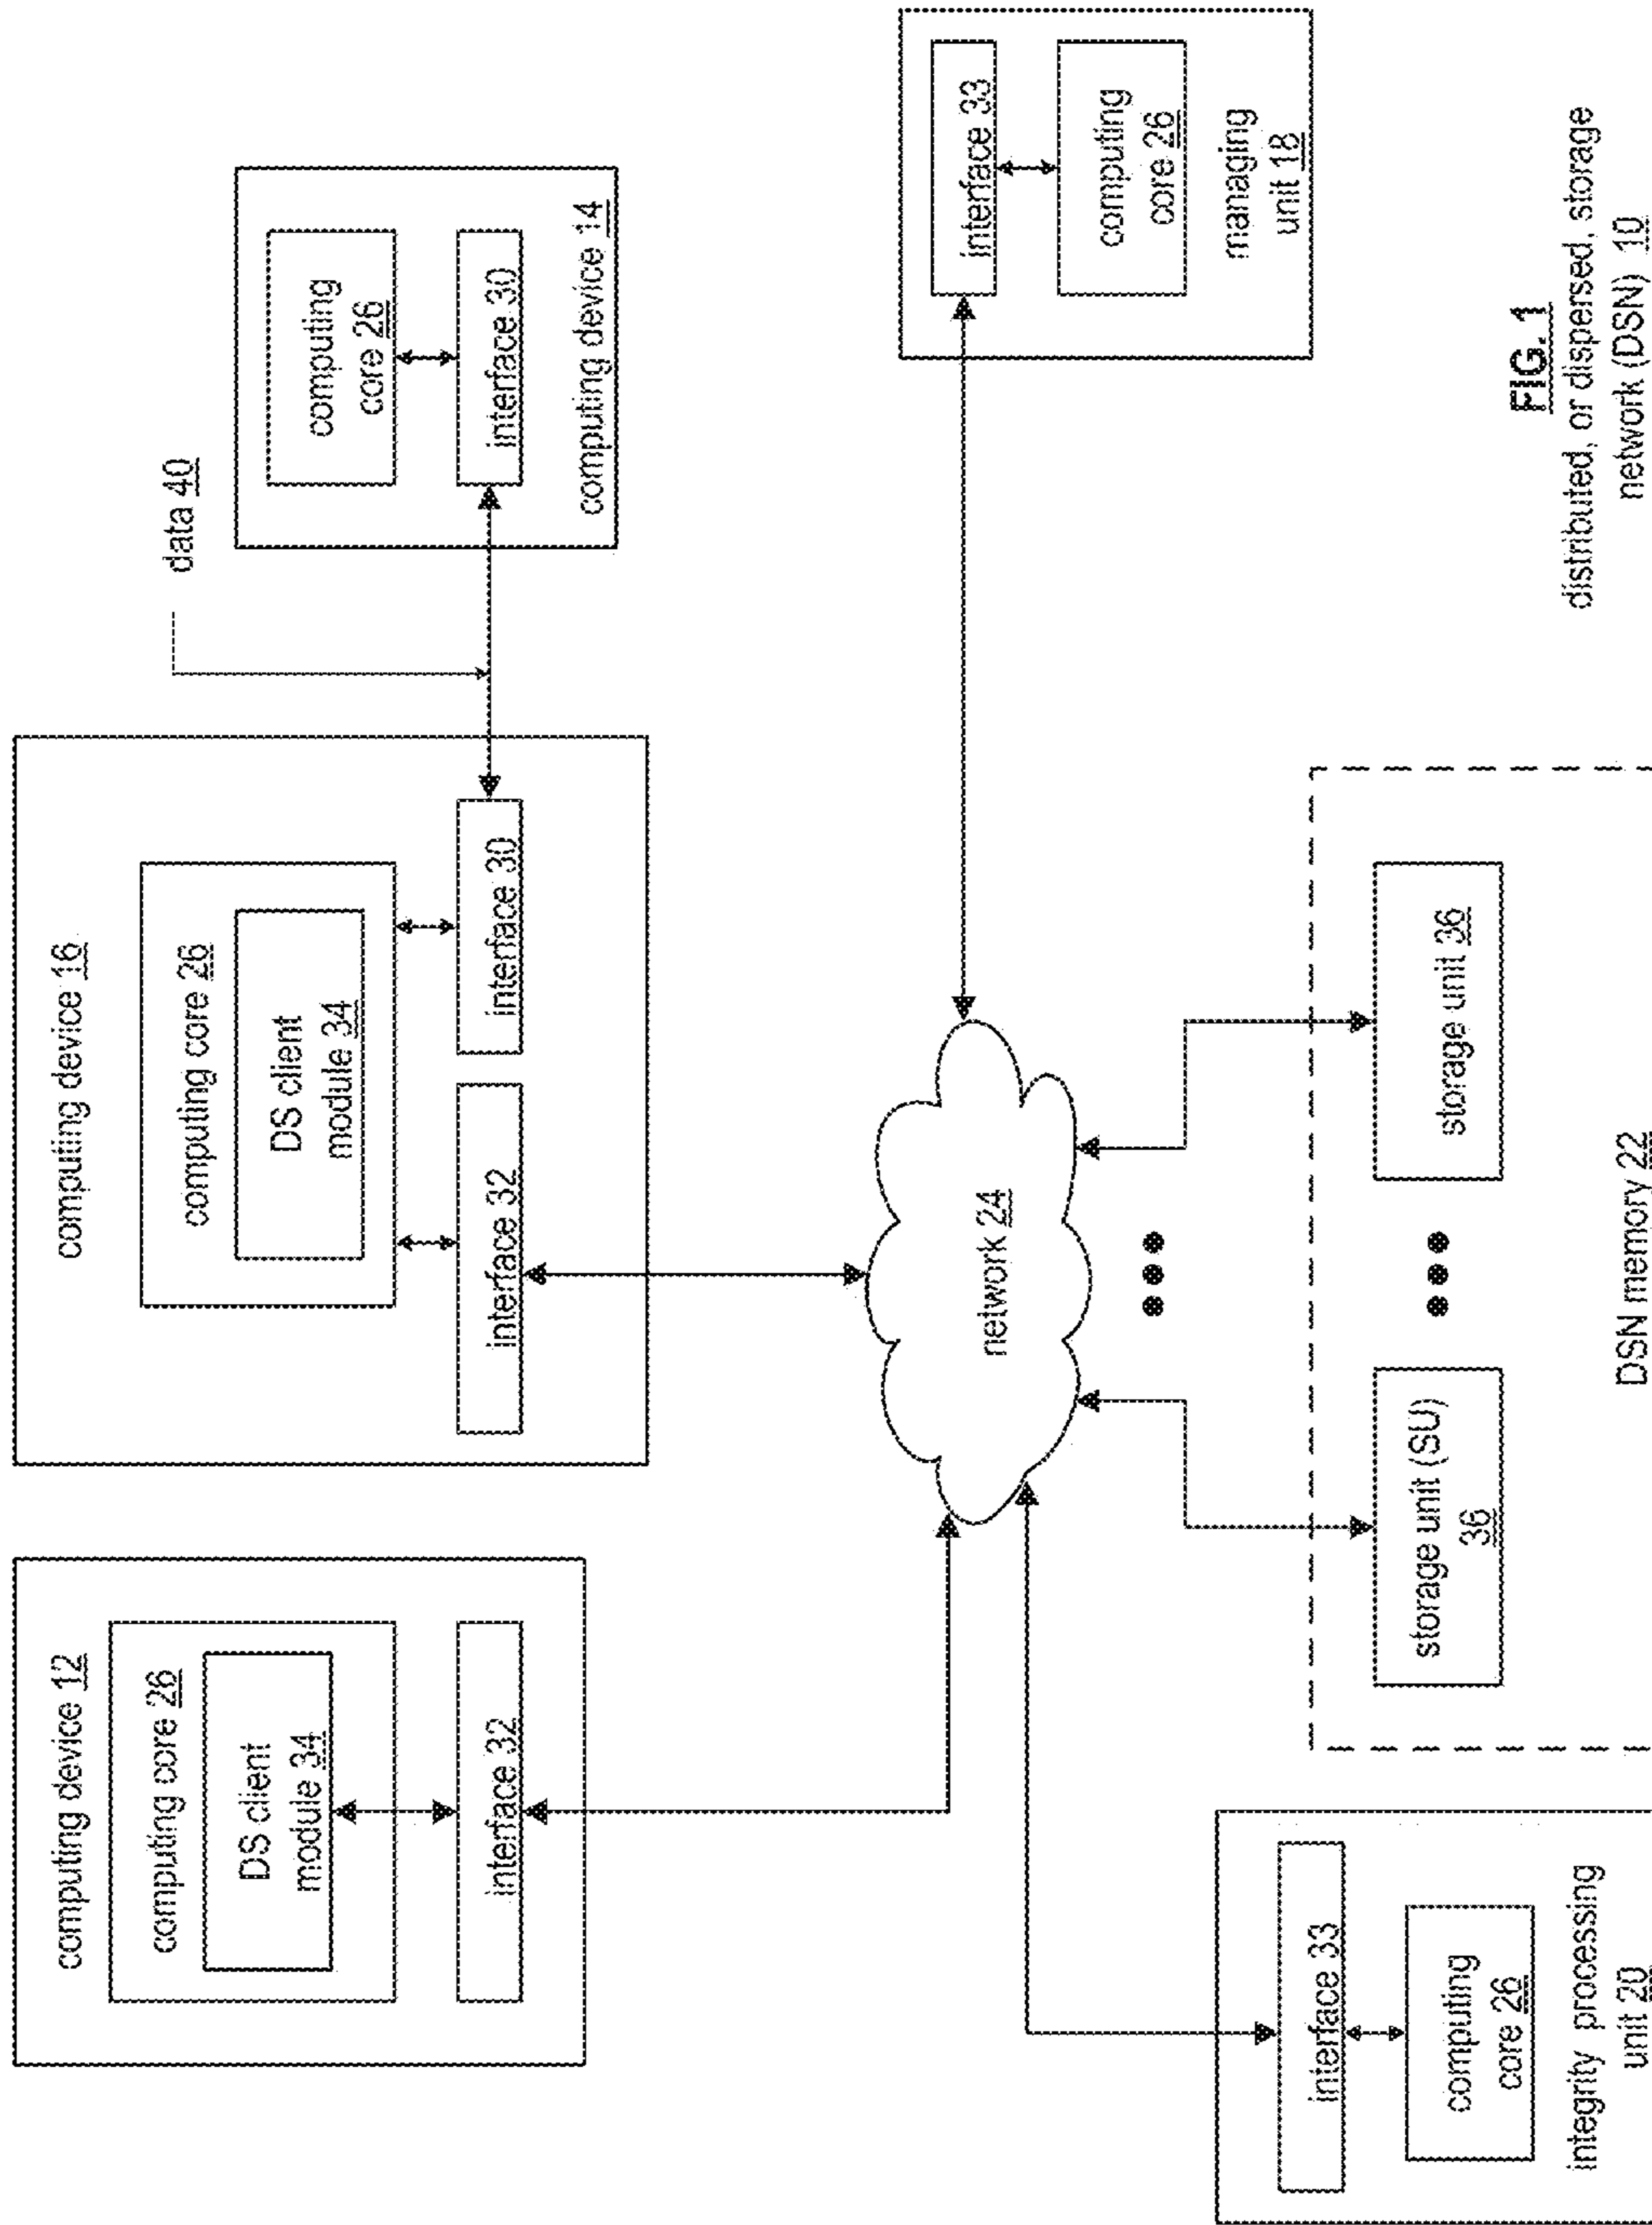 computing device 12
computing core 26
DS client
module 34
interface 32
computing device 16
computing core 26
DS client
module 34
interface 32
interface 30
data 40
computing
core 26
interface 30
computing device 14
network 24
interface 33
computing
core 26
managing
unit 18
interface 33
computing
core 26
integrity processing
unit 20
storage unit (SU)
36
storage unit 36
DSN memory 22
FIG. 1
distributed, or dispersed, storage
network (DSN) 10